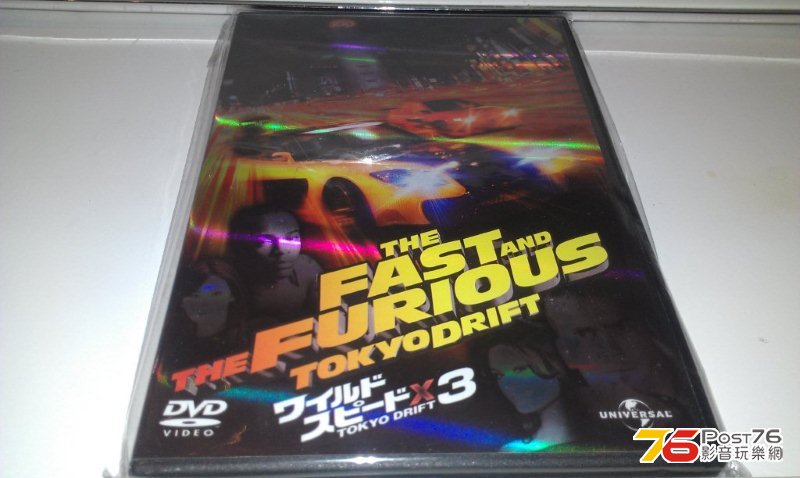 THE
FAST AND
THE FURIOUS
TOKYO DRIFT
ワイルド
スピードX3
TOKYO DRIFT
DVD
VIDEO
UNIVERSAL
76 POST76
影音玩樂網